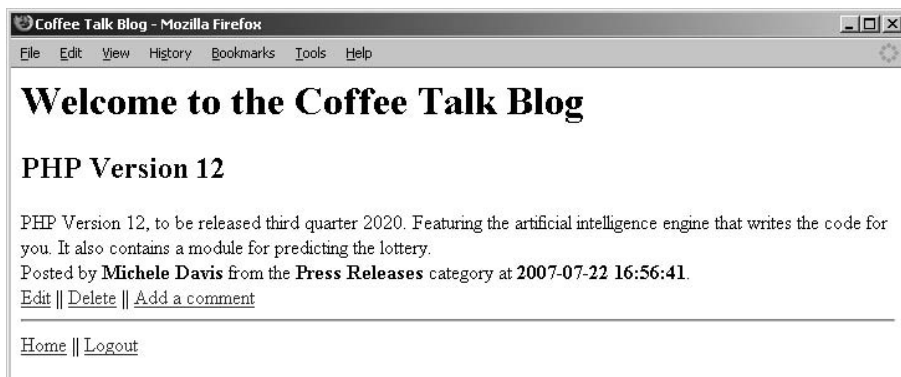 Coffee Talk Blog - Mozilla Firefox
File Edit View History Bookmarks Tools Help
Welcome to the Coffee Talk Blog
PHP Version 12
PHP Version 12, to be released third quarter 2020. Featuring the artificial intelligence engine that writes the code for
you. It also contains a module for predicting the lottery.
Posted by Michele Davis from the Press Releases category at 2007-07-22 16:56:41.
Edit || Delete || Add a comment
Home || Logout